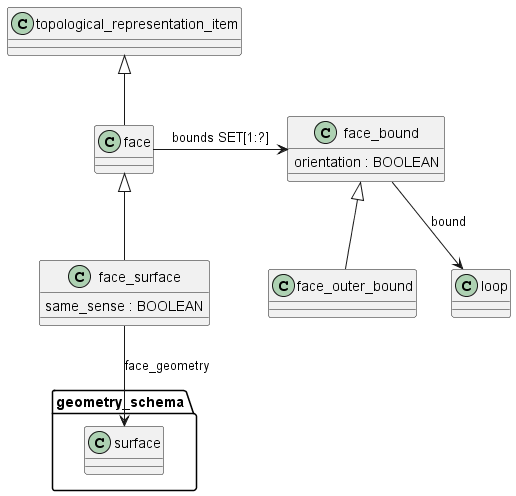 C topological_representation_item
C face
bounds SET[1:?]
C face_bound
orientation : BOOLEAN
C face_surface
same_sense : BOOLEAN
bound
C face_outer_bound
C loop
face_geometry
geometry_schema
C surface